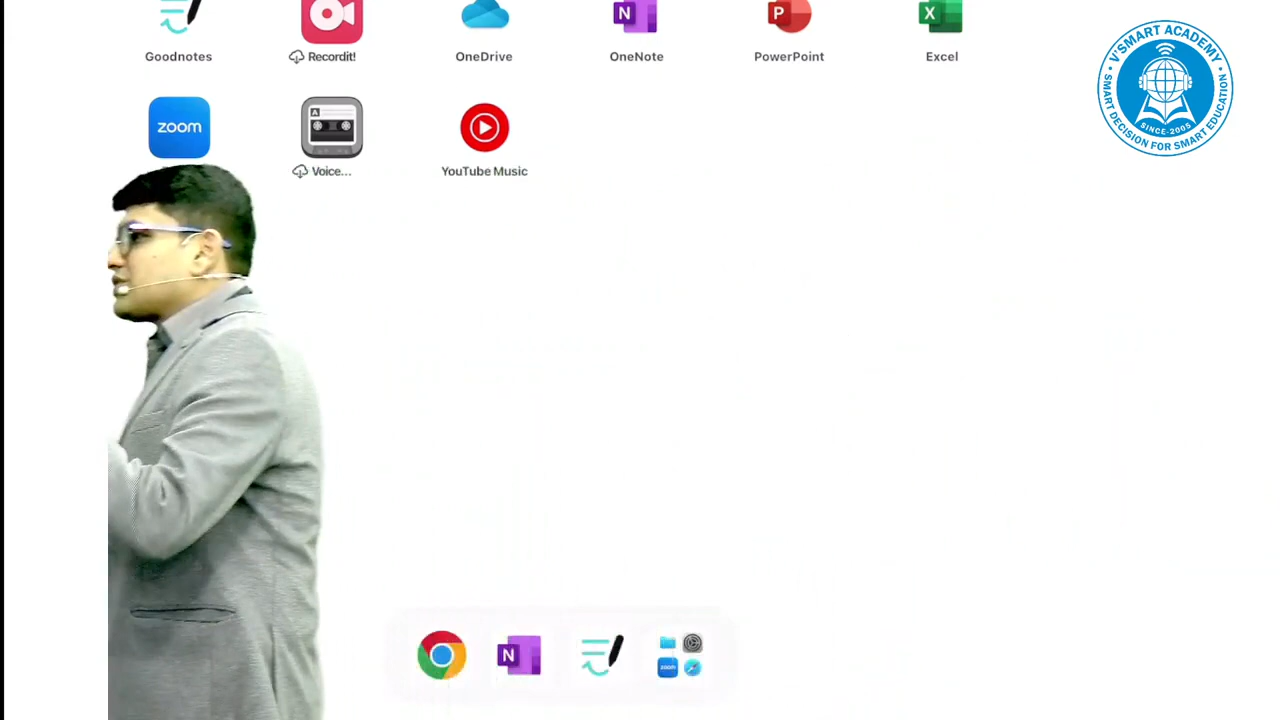 Goodnotes
Recordit!
OneDrive
OneNote
PowerPoint
Excel
N
P
X
zoom
A
Voice...
YouTube Music
N
zoom
• V'SMART ACADEMY •
SINCE-2005
SMART DECISION FOR SMART EDUCATION